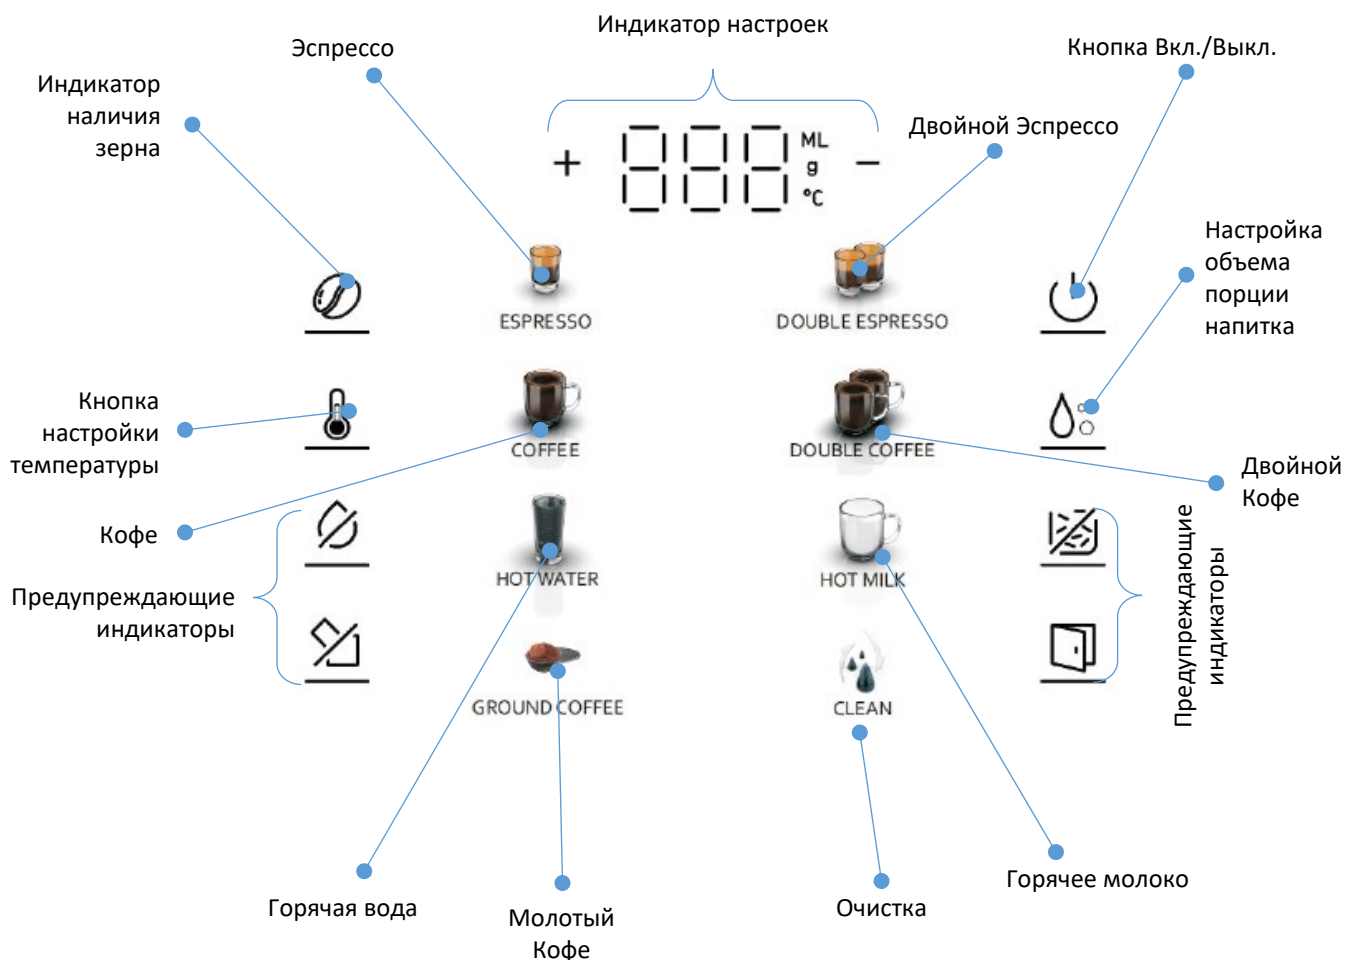 Индикатор настроек
Эспрессо
Кнопка Вкл./Выкл.
Индикатор
наличия
зерна
Двойной Эспрессо
+ 888 ML
g
°C −
Настройка
объема
порции
напитка
ESPRESSO
DOUBLE ESPRESSO
Кнопка
настройки
температуры
COFFEE
DOUBLE COFFEE
Двойной
Кофе
Кофе
HOT WATER
HOT MILK
Предупреждающие
индикаторы
Предупреждающие
индикаторы
GROUND COFFEE
CLEAN
Горячая вода
Молотый
Кофе
Очистка
Горячее молоко